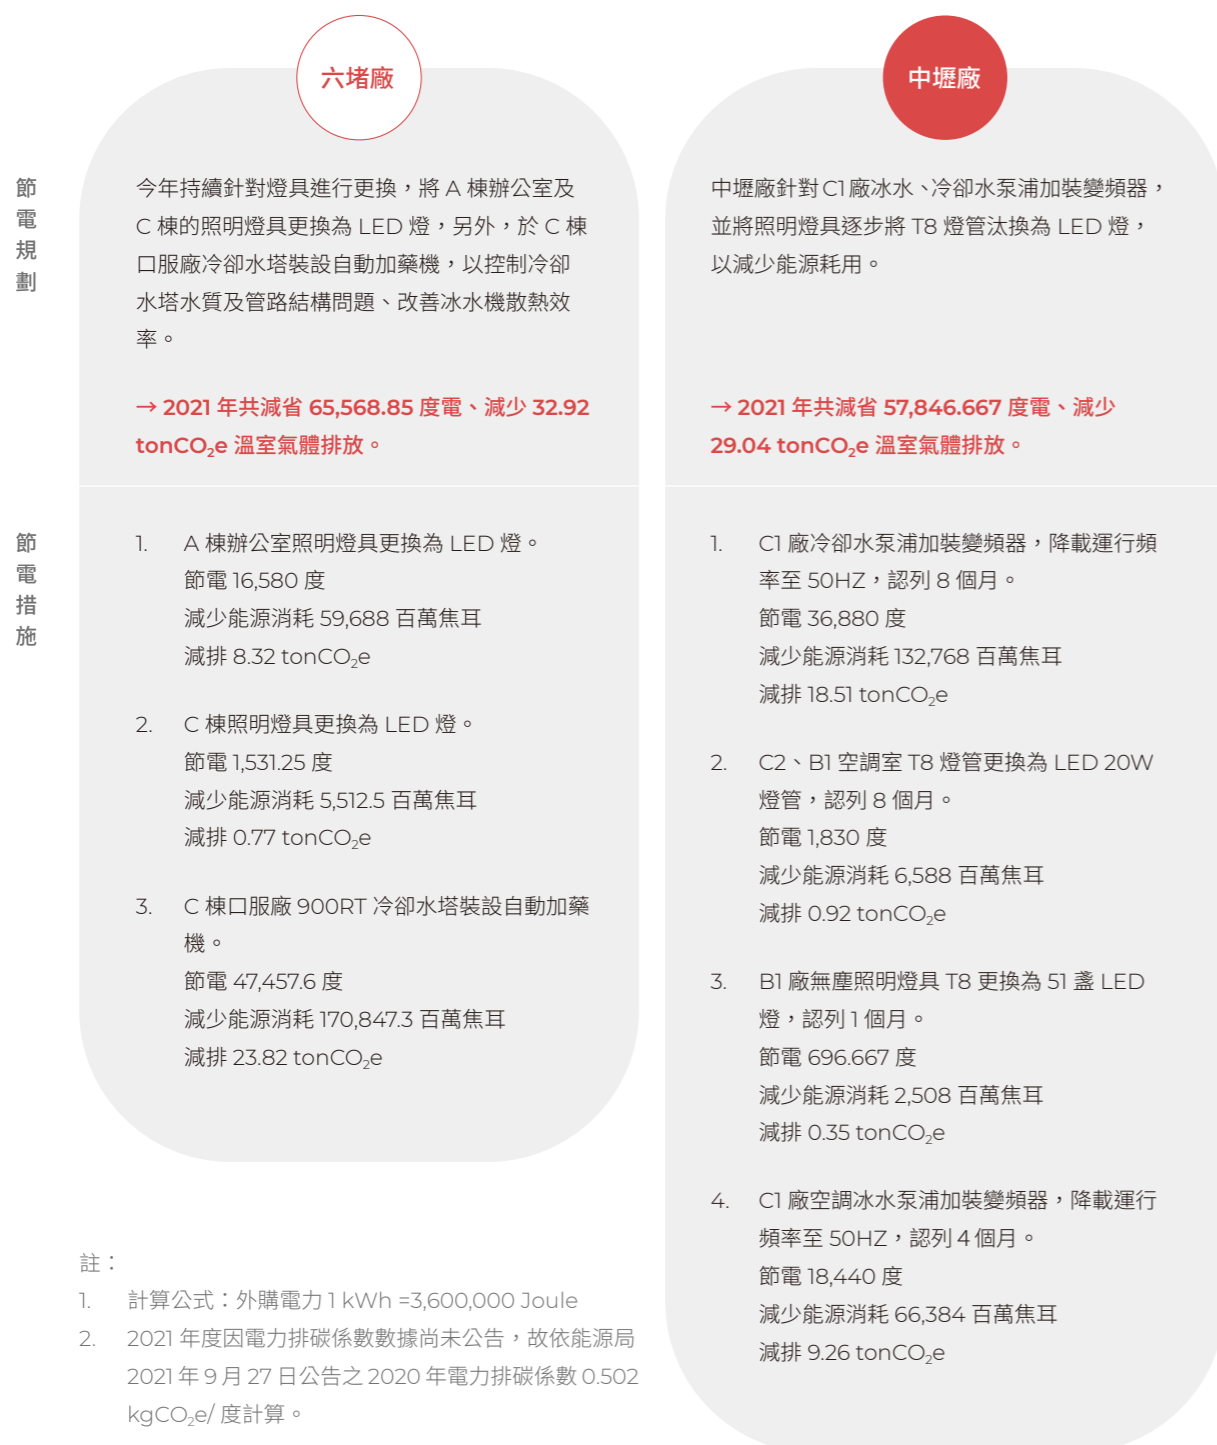 六堵廠
節電規劃
今年持續針對燈具進行更換，將 A 棟辦公室及
C 棟的照明燈具更換為 LED 燈，另外，於 C 棟
口服廠冷卻水塔裝設自動加藥機，以控制冷卻
水塔水質及管路結構問題、改善冰水機散熱效
率。
→ 2021 年共減省 65,568.85 度電、減少 32.92
tonCO₂e 溫室氣體排放。
中壢廠
中壢廠針對 C1 廠冰水、冷卻水泵浦加裝變頻器，
並將照明燈具逐步將 T8 燈管汰換為 LED 燈，
以減少能源耗用。
→ 2021 年共減省 57,846.667 度電、減少
29.04 tonCO₂e 溫室氣體排放。
節電措施
1. A 棟辦公室照明燈具更換為 LED 燈。
節電 16,580 度
減少能源消耗 59,688 百萬焦耳
減排 8.32 tonCO₂e
2. C 棟照明燈具更換為 LED 燈。
節電 1,531.25 度
減少能源消耗 5,512.5 百萬焦耳
減排 0.77 tonCO₂e
3. C 棟口服廠 900RT 冷卻水塔裝設自動加藥
機。
節電 47,457.6 度
減少能源消耗 170,847.3 百萬焦耳
減排 23.82 tonCO₂e
1. C1 廠冷卻水泵浦加裝變頻器，降載運行頻
率至 50HZ，認列 8 個月。
節電 36,880 度
減少能源消耗 132,768 百萬焦耳
減排 18.51 tonCO₂e
2. C2、B1 空調室 T8 燈管更換為 LED 20W
燈管，認列 8 個月。
節電 1,830 度
減少能源消耗 6,588 百萬焦耳
減排 0.92 tonCO₂e
3. B1 廠無塵照明燈具 T8 更換為 51 盞 LED
燈，認列 1 個月。
節電 696.667 度
減少能源消耗 2,508 百萬焦耳
減排 0.35 tonCO₂e
4. C1 廠空調冰水泵浦加裝變頻器，降載運行
頻率至 50HZ，認列 4 個月。
節電 18,440 度
減少能源消耗 66,384 百萬焦耳
減排 9.26 tonCO₂e
註：
1. 計算公式：外購電力 1 kWh =3,600,000 Joule
2. 2021 年度因電力排碳係數數據尚未公告，故依能源局
2021 年 9 月 27 日公告之 2020 年電力排碳係數 0.502
kgCO₂e/ 度計算。